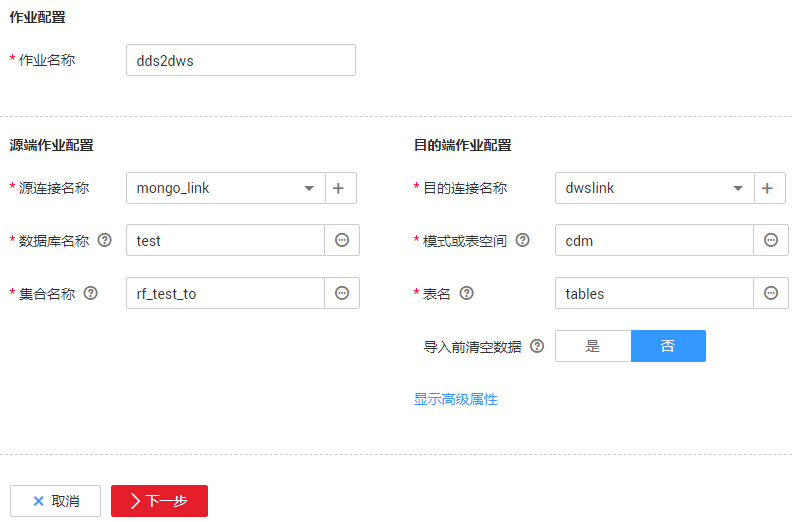 作业配置
* 作业名称 dds2dws
源端作业配置
* 源连接名称 mongo_link +
* 数据库名称 ? test
* 集合名称 ? rf_test_to
目的端作业配置
* 目的连接名称 dwslink +
* 模式或表空间 ? cdm
* 表名 ? tables
导入前清空数据 ? 是 否
显示高级属性
× 取消 下一步